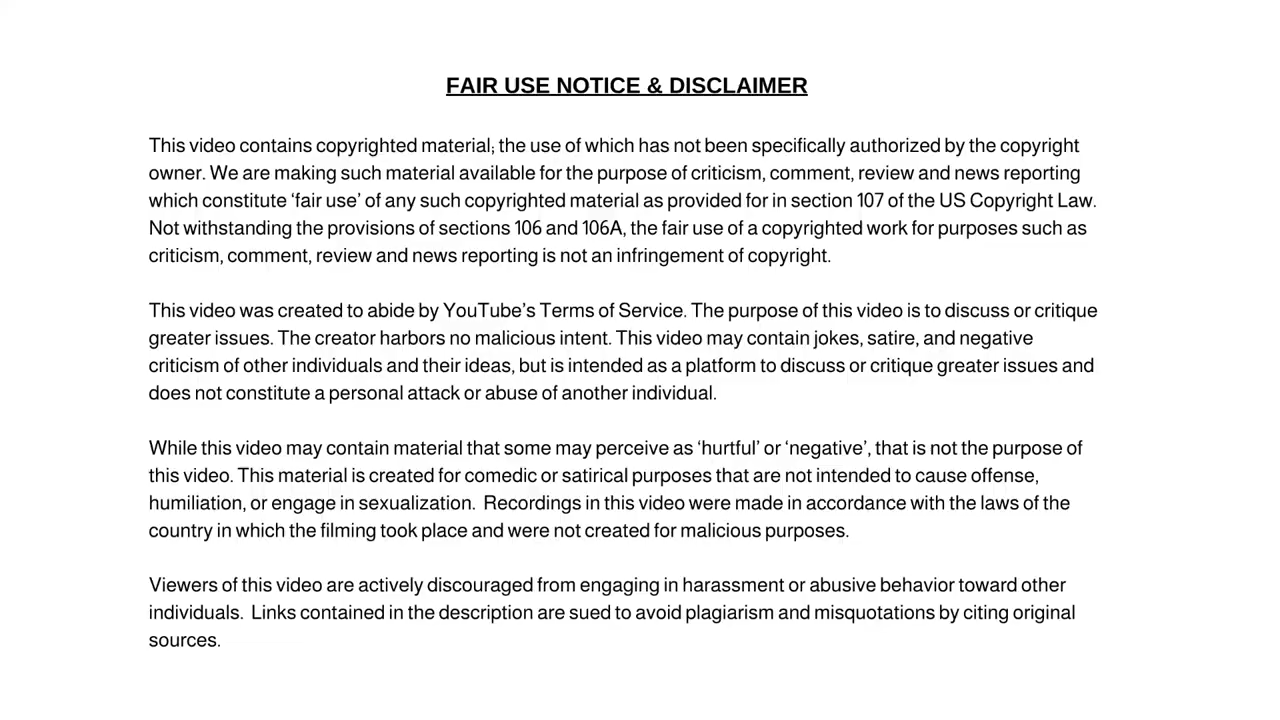 FAIR USE NOTICE & DISCLAIMER
This video contains copyrighted material; the use of which has not been specifically authorized by the copyright
owner. We are making such material available for the purpose of criticism, comment, review and news reporting
which constitute ‘fair use’ of any such copyrighted material as provided for in section 107 of the US Copyright Law.
Not withstanding the provisions of sections 106 and 106A, the fair use of a copyrighted work for purposes such as
criticism, comment, review and news reporting is not an infringement of copyright.
This video was created to abide by YouTube’s Terms of Service. The purpose of this video is to discuss or critique
greater issues. The creator harbors no malicious intent. This video may contain jokes, satire, and negative
criticism of other individuals and their ideas, but is intended as a platform to discuss or critique greater issues and
does not constitute a personal attack or abuse of another individual.
While this video may contain material that some may perceive as ‘hurtful’ or ‘negative’, that is not the purpose of
this video. This material is created for comedic or satirical purposes that are not intended to cause offense,
humiliation, or engage in sexualization.  Recordings in this video were made in accordance with the laws of the
country in which the filming took place and were not created for malicious purposes.
Viewers of this video are actively discouraged from engaging in harassment or abusive behavior toward other
individuals.  Links contained in the description are sued to avoid plagiarism and misquotations by citing original
sources.